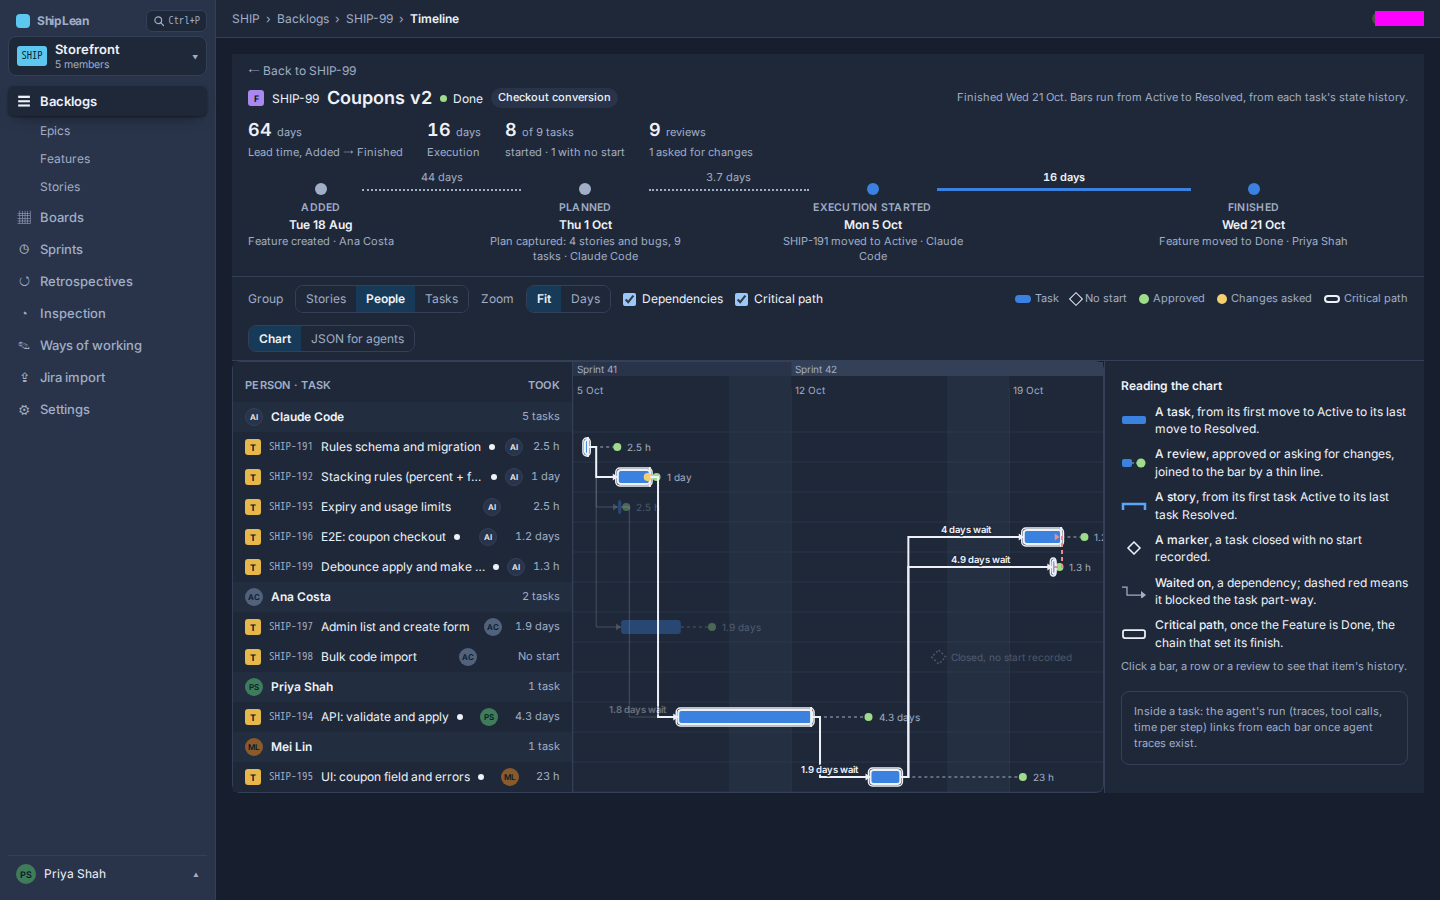 ShipLean
Ctrl+P
SHIP
Storefront
5 members
Backlogs
Epics
Features
Stories
Boards
Sprints
Retrospectives
Inspection
Ways of working
Jira import
Settings
PS Priya Shah
SHIP › Backlogs › SHIP-99 › Timeline
← Back to SHIP-99
F SHIP-99 Coupons v2 Done Checkout conversion
Finished Wed 21 Oct. Bars run from Active to Resolved, from each task's state history.
64 days
Lead time, Added → Finished
16 days
Execution
8 of 9 tasks
started · 1 with no start
9 reviews
1 asked for changes
44 days
3.7 days
16 days
ADDED
Tue 18 Aug
Feature created · Ana Costa
PLANNED
Thu 1 Oct
Plan captured: 4 stories and bugs, 9
tasks · Claude Code
EXECUTION STARTED
Mon 5 Oct
SHIP-191 moved to Active · Claude
Code
FINISHED
Wed 21 Oct
Feature moved to Done · Priya Shah
Group Stories People Tasks Zoom Fit Days Dependencies Critical path
Task No start Approved Changes asked Critical path
Chart JSON for agents
PERSON · TASK TOOK
Sprint 41 Sprint 42
5 Oct 12 Oct 19 Oct
AI Claude Code 5 tasks
T SHIP-191 Rules schema and migration AI 2.5 h
2.5 h
T SHIP-192 Stacking rules (percent + f... AI 1 day
1 day
T SHIP-193 Expiry and usage limits AI 2.5 h
2.5 h
T SHIP-196 E2E: coupon checkout AI 1.2 days
4 days wait
T SHIP-199 Debounce apply and make ... AI 1.3 h
4.9 days wait 1.3 h
AC Ana Costa 2 tasks
T SHIP-197 Admin list and create form AC 1.9 days
1.9 days
T SHIP-198 Bulk code import AC No start
Closed, no start recorded
PS Priya Shah 1 task
T SHIP-194 API: validate and apply PS 4.3 days
1.8 days wait 4.3 days
ML Mei Lin 1 task
T SHIP-195 UI: coupon field and errors ML 23 h
1.9 days wait 23 h
Reading the chart
A task, from its first move to Active to its last
move to Resolved.
A review, approved or asking for changes,
joined to the bar by a thin line.
A story, from its first task Active to its last
task Resolved.
A marker, a task closed with no start
recorded.
Waited on, a dependency; dashed red means
it blocked the task part-way.
Critical path, once the Feature is Done, the
chain that set its finish.
Click a bar, a row or a review to see that item's history.
Inside a task: the agent's run (traces, tool calls,
time per step) links from each bar once agent
traces exist.